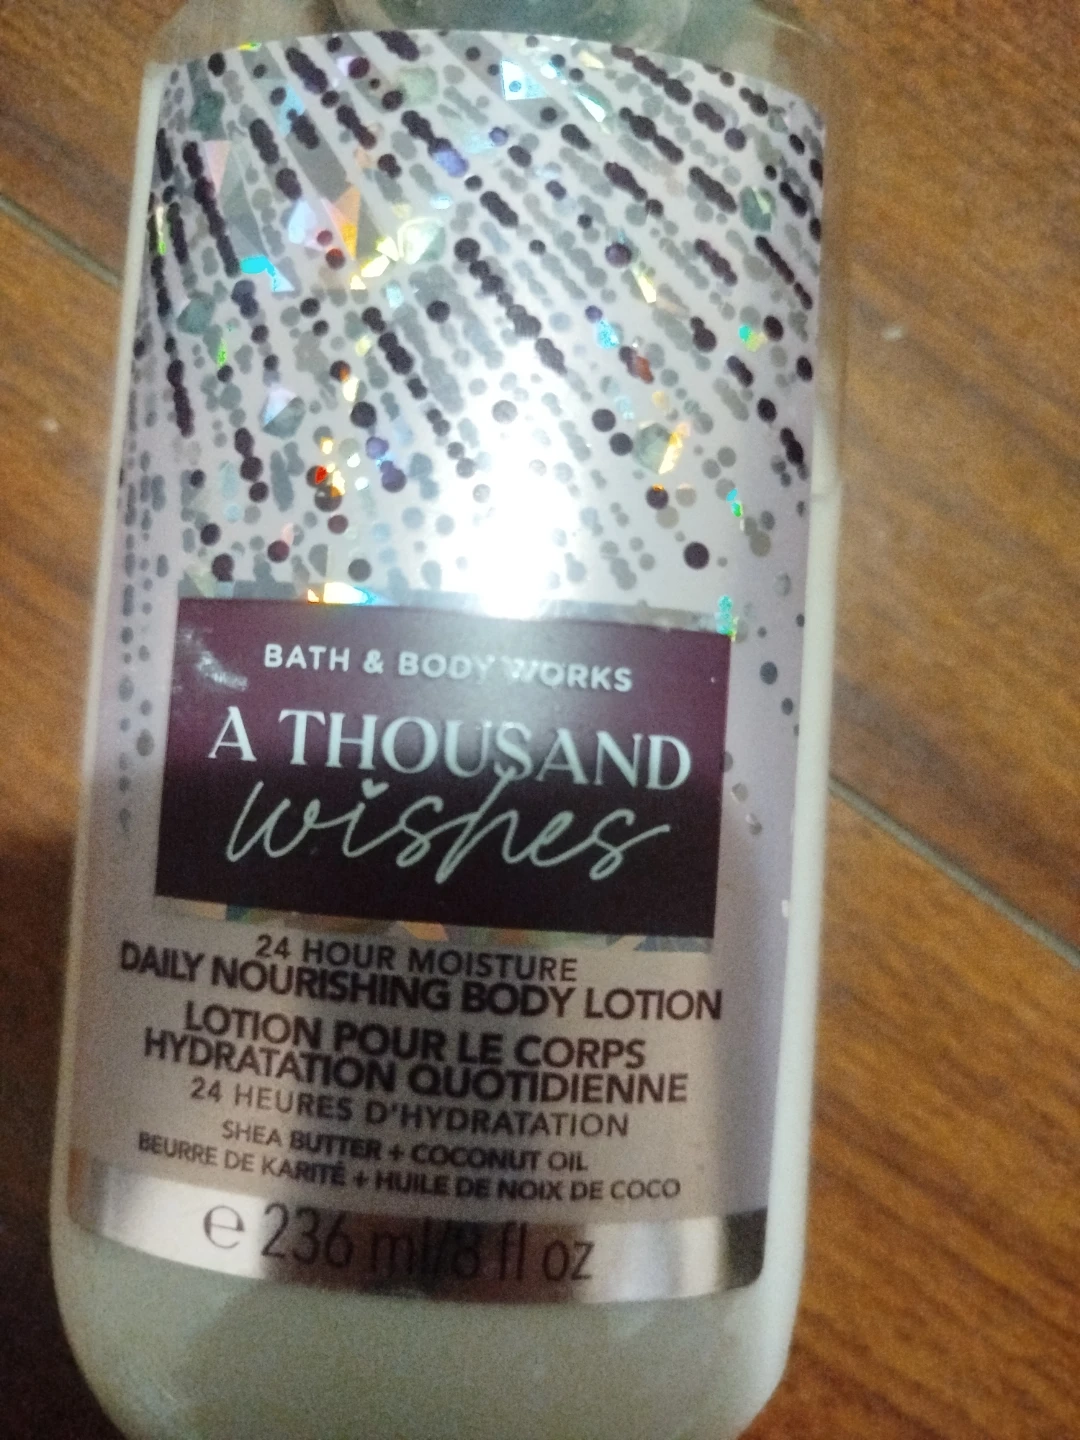 BATH & BODY WORKS
A THOUSAND
wishes
24 HOUR MOISTURE
DAILY NOURISHING BODY LOTION
LOTION POUR LE CORPS
HYDRATATION QUOTIDIENNE
24 HEURES D'HYDRATATION
SHEA BUTTER + COCONUT OIL
BEURRE DE KARITÉ + HUILE DE NOIX DE COCO
℮ 236 ml/8 fl oz